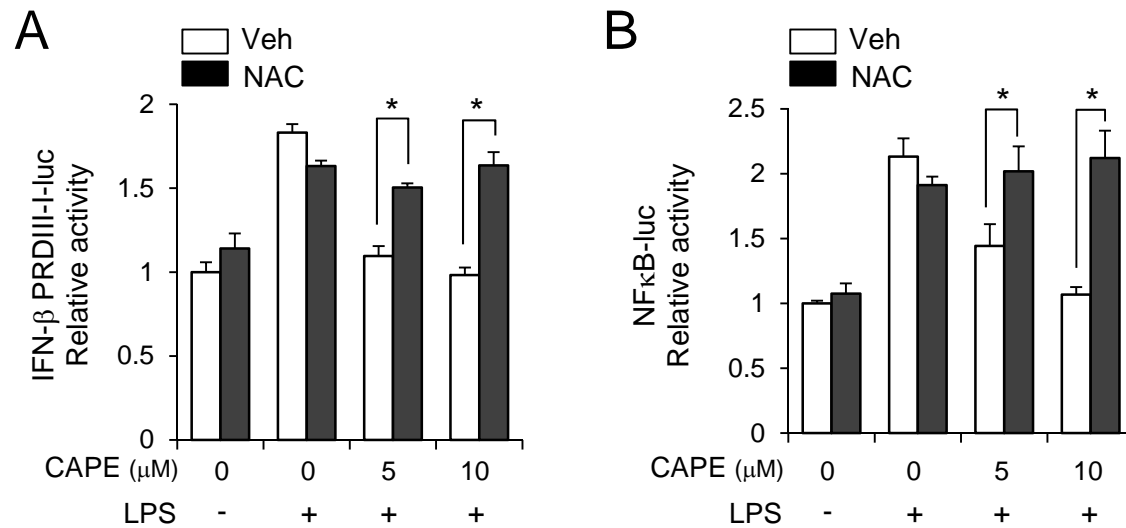 A
Veh
NAC
IFN-β PRDIII-I-luc
Relative activity
2
1.5
1
0.5
0
* *
CAPE (μM) 0 0 5 10
LPS - + + +
B
Veh
NAC
NFκB-luc
Relative activity
2.5
2
1.5
1
0.5
0
* *
CAPE (μM) 0 0 5 10
LPS - + + +